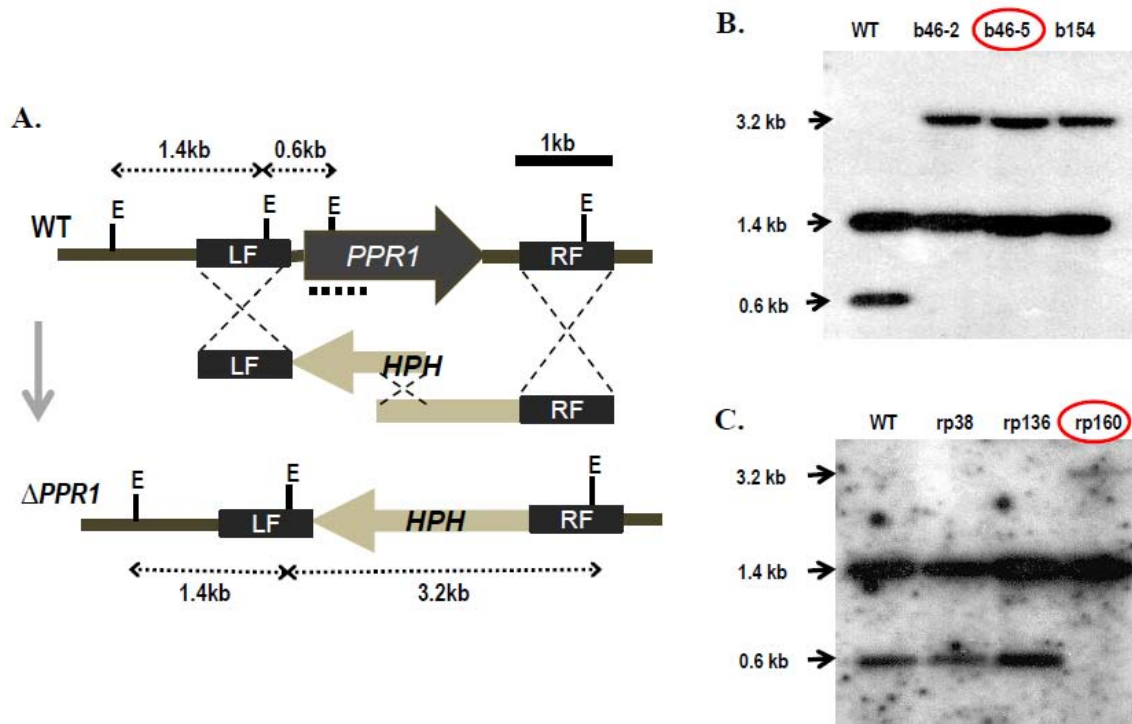 A.
1.4kb 0.6kb 1kb
E E E E
WT LF PPR1 RF
LF HPH
RF
E E E
ΔPPR1 LF HPH RF
1.4kb 3.2kb
B.
WT b46-2 b46-5 b154
3.2 kb
1.4 kb
0.6 kb
C.
WT rp38 rp136 rp160
3.2 kb
1.4 kb
0.6 kb